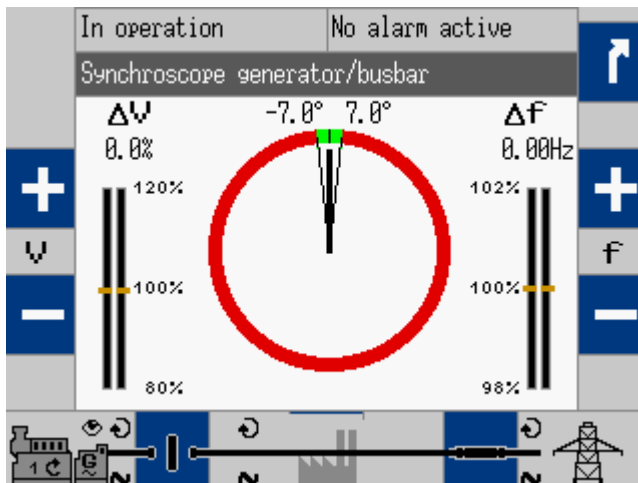 In operation
No alarm active
Synchroscope generator/busbar
ΔV
-7.0° 7.0°
Δf
0.0%
0.00Hz
120%
102%
V
f
100%
100%
80%
98%
1
G